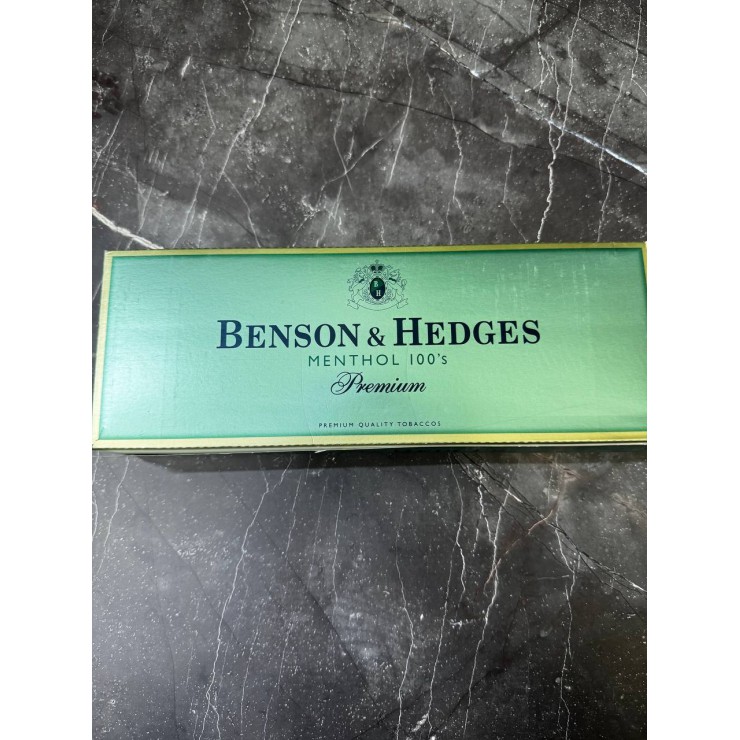 B
H
BENSON & HEDGES
MENTHOL 100's
Premium
PREMIUM QUALITY TOBACCOS